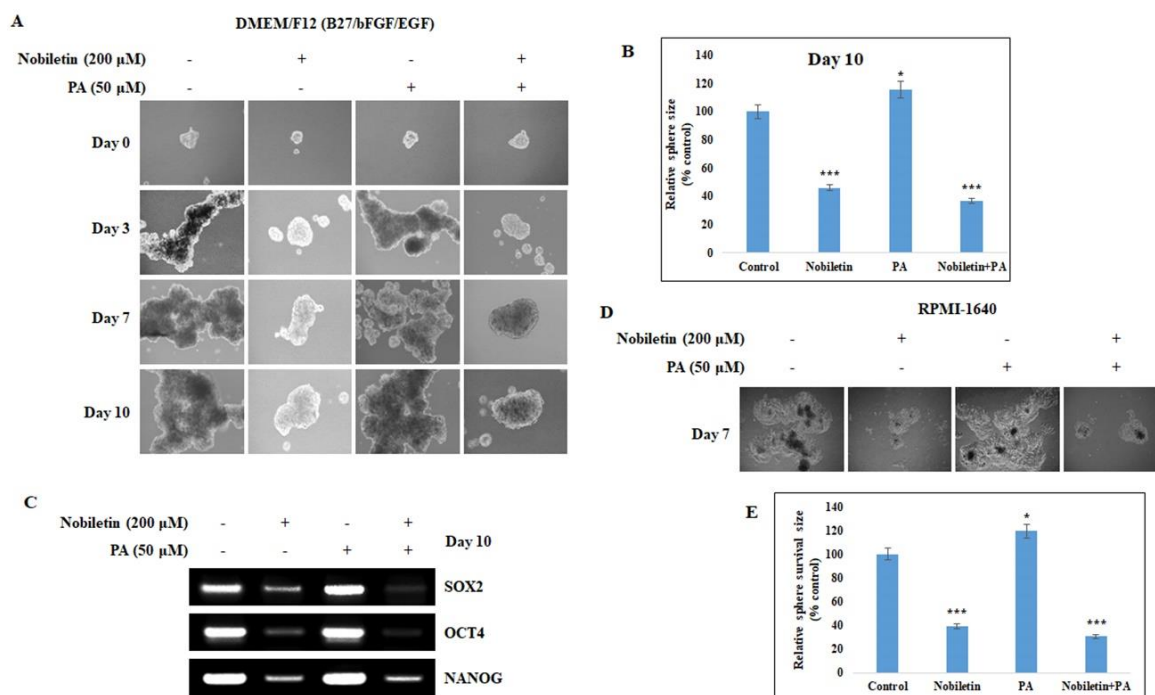 A
DMEM/F12 (B27/bFGF/EGF)
Nobiletin (200 µM) - + - +
PA (50 µM) - - + +
Day 0
Day 3
Day 7
Day 10
B
Day 10
Relative sphere size
(% control)
140
120
100
80
60
40
20
0
*
***
***
Control Nobiletin PA Nobiletin+PA
C
Nobiletin (200 µM) - + - +
PA (50 µM) - - + +
Day 10
SOX2
OCT4
NANOG
D
RPMI-1640
Nobiletin (200 µM) - + - +
PA (50 µM) - - + +
Day 7
E
Relative sphere survival size
(% control)
140
120
100
80
60
40
20
0
*
***
***
Control Nobiletin PA Nobiletin+PA